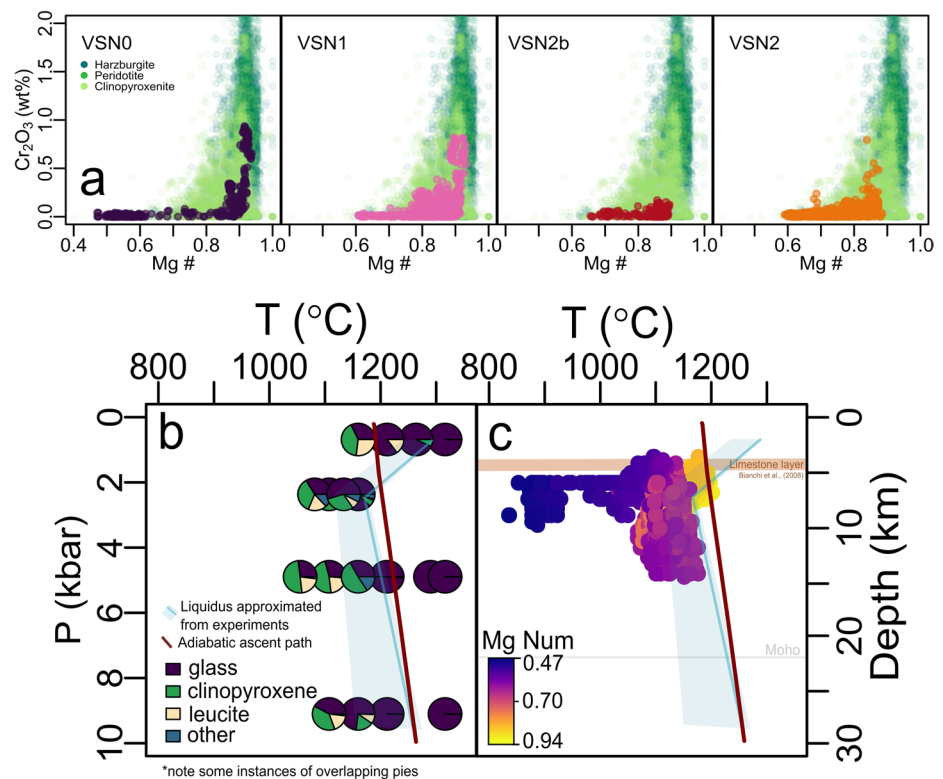 VSN0
VSN1
VSN2b
VSN2
Harzburgite
Peridotite
Clinopyroxenite
Cr₂O₃ (wt%)
2.0
1.5
1.0
0.5
0.0
a
0.4 0.6 0.8 1.0
0.6 0.8 1.0
0.6 0.8 1.0
0.6 0.8 1.0
Mg #
Mg #
Mg #
Mg #
T (°C)
T (°C)
800 1000 1200
800 1000 1200
b
c
P (kbar)
0
2
4
6
8
10
Limestone layer
Bianchi et al., (2008)
Moho
Depth (km)
0
10
20
30
Liquidus approximated
from experiments
Adiabatic ascent path
glass
clinopyroxene
leucite
other
Mg Num
0.47
0.70
0.94
*note some instances of overlapping pies